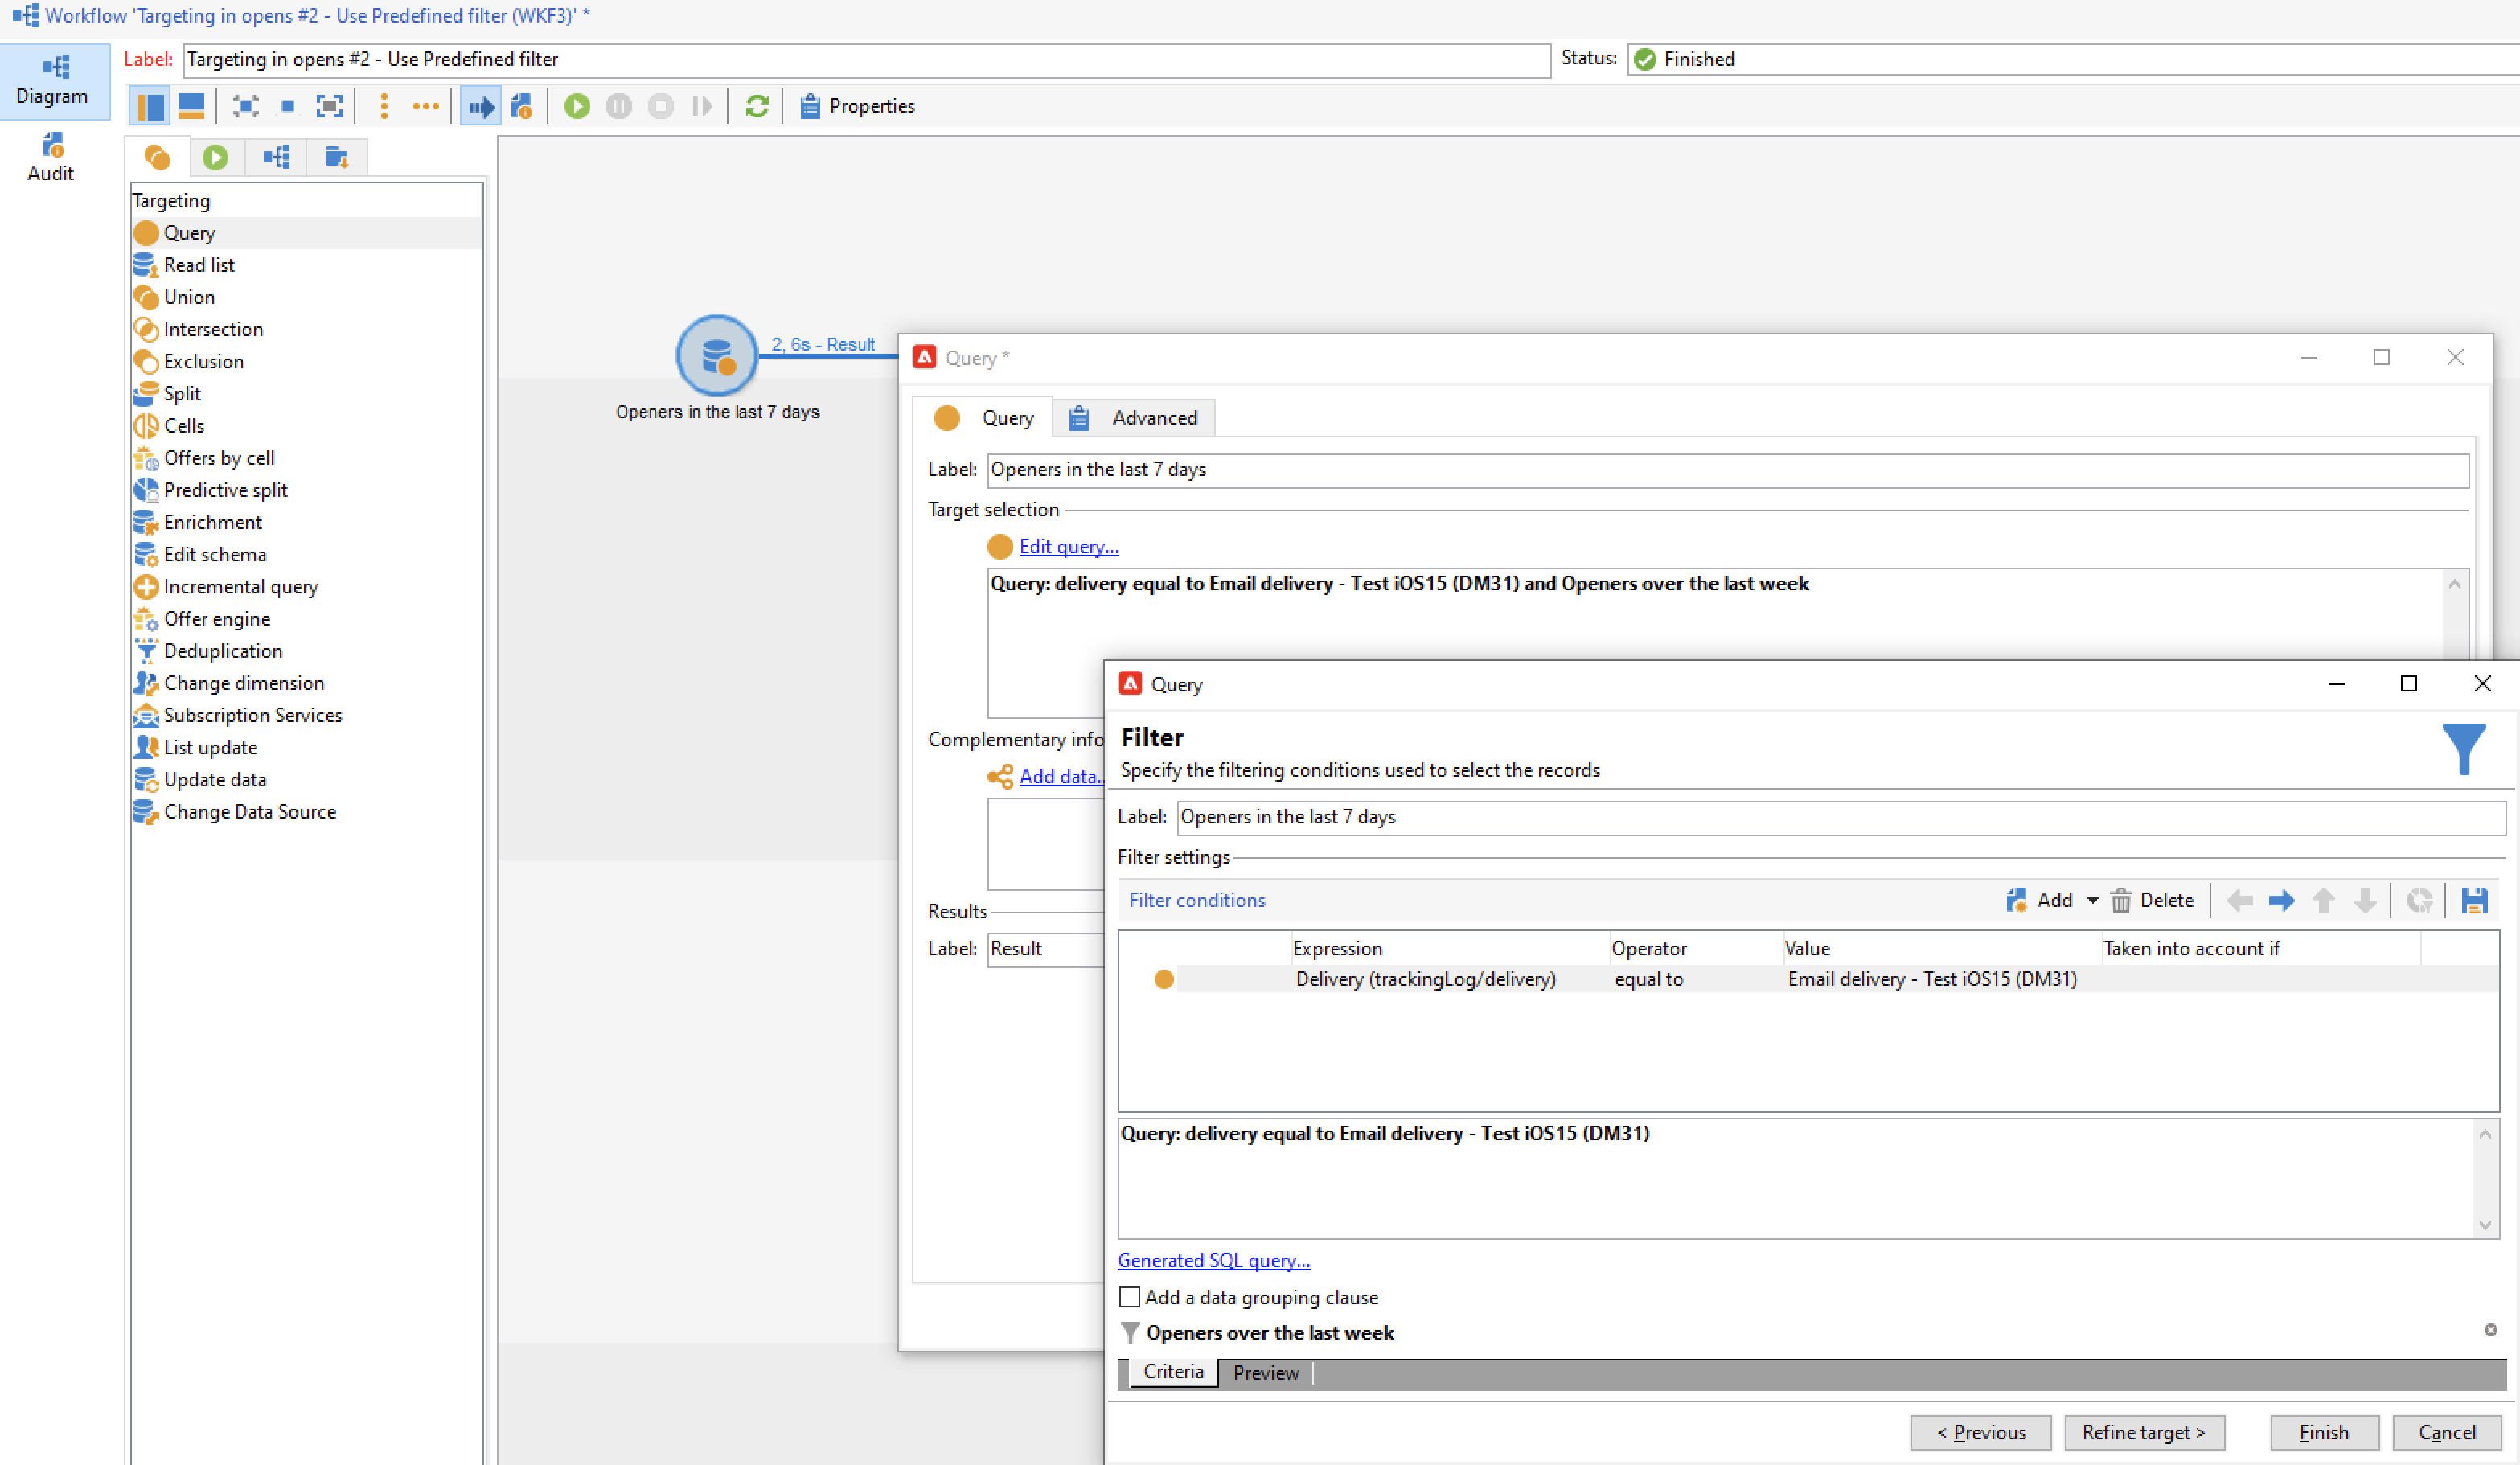 Workflow 'Targeting in opens #2 - Use Predefined filter (WKF3)' *
Diagram
Audit
Label: Targeting in opens #2 - Use Predefined filter
Status: Finished
Properties
Targeting
Query
Read list
Union
Intersection
Exclusion
Split
Cells
Offers by cell
Predictive split
Enrichment
Edit schema
Incremental query
Offer engine
Deduplication
Change dimension
Subscription Services
List update
Update data
Change Data Source
2, 6s - Result
Openers in the last 7 days
Query *
Query Advanced
Label: Openers in the last 7 days
Target selection
Edit query...
Query: delivery equal to Email delivery - Test iOS15 (DM31) and Openers over the last week
Complementary info
Add data..
Results
Label: Result
Query
Filter
Specify the filtering conditions used to select the records
Label: Openers in the last 7 days
Filter settings
Filter conditions Add Delete
Expression Operator Value Taken into account if
Delivery (trackingLog/delivery) equal to Email delivery - Test iOS15 (DM31)
Query: delivery equal to Email delivery - Test iOS15 (DM31)
Generated SQL query...
Add a data grouping clause
Openers over the last week
Criteria Preview
< Previous Refine target > Finish Cancel